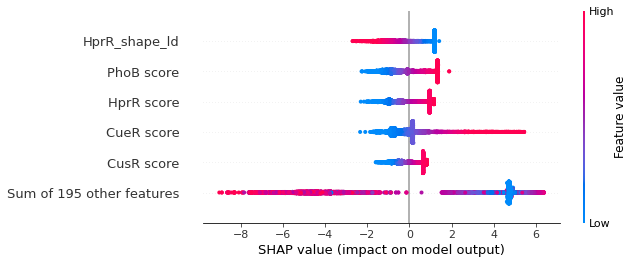 High
HprR_shape_ld
PhoB score
HprR score
CueR score
CusR score
Sum of 195 other features
Feature value
Low
−8 −6 −4 −2 0 2 4 6
SHAP value (impact on model output)